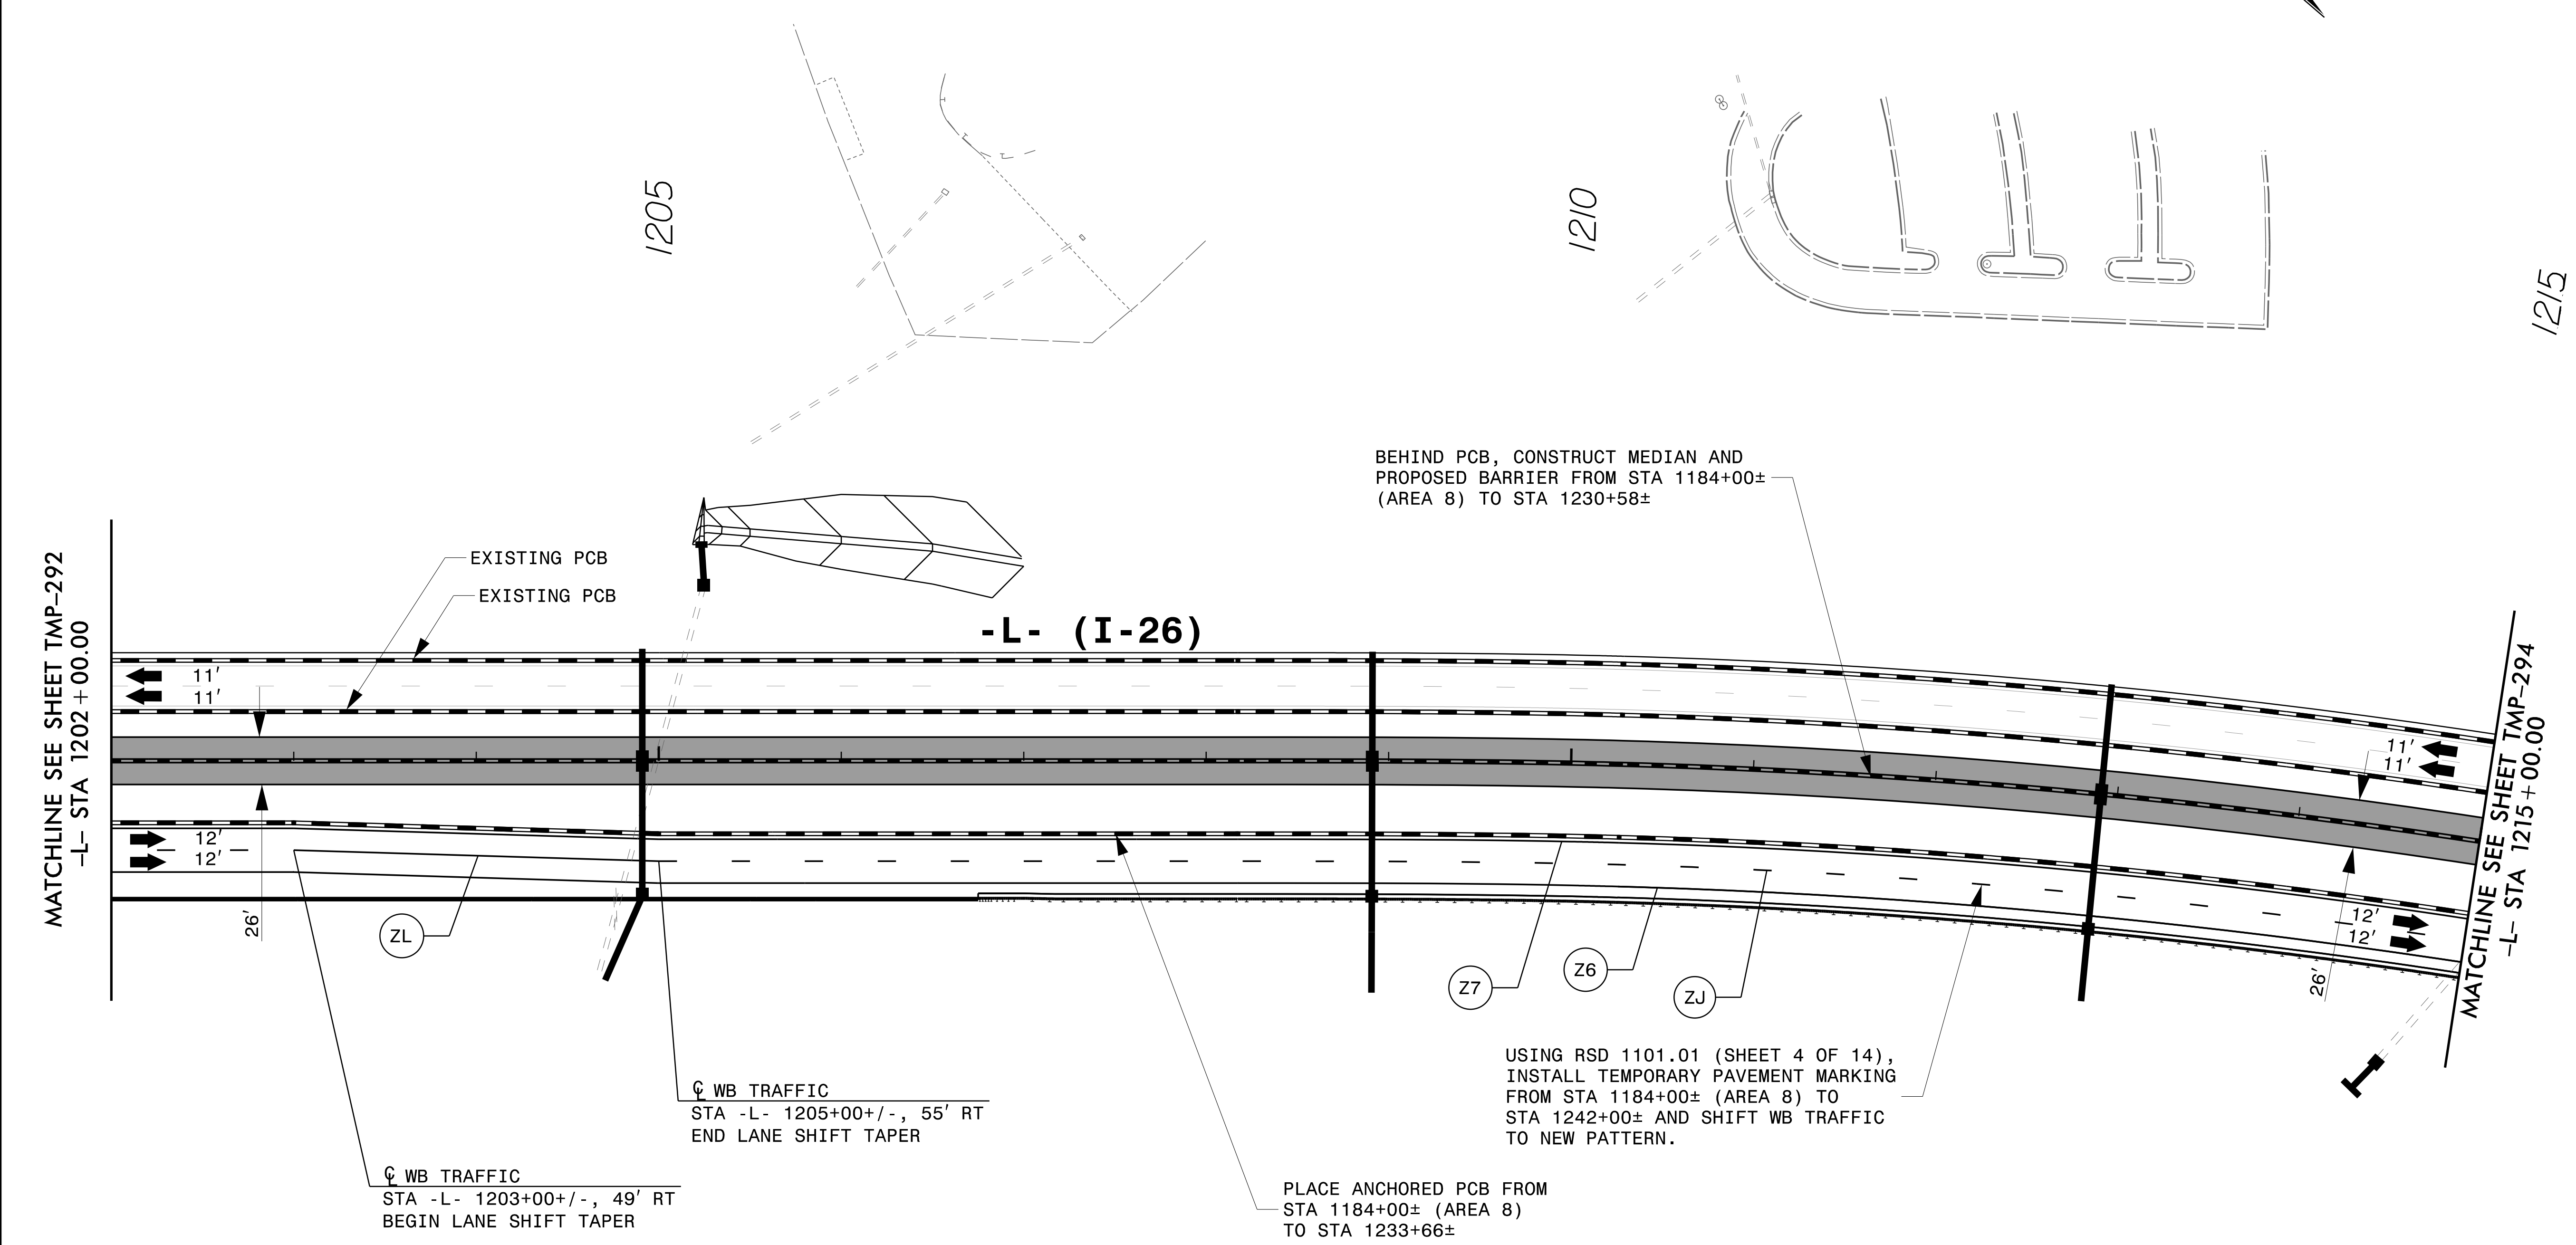 1205
1210
1215
BEHIND PCB, CONSTRUCT MEDIAN AND
PROPOSED BARRIER FROM STA 1184+00±
(AREA 8) TO STA 1230+58±
MATCHLINE SEE SHEET TMP-292
-L- STA 1202+00.00
EXISTING PCB
EXISTING PCB
-L- (I-26)
11'
11'
11'
11'
MATCHLINE SEE SHEET TMP-294
-L- STA 1215+00.00
12'
12'
26'
ZL
12'
12'
26'
Z7
Z6
ZJ
℄ WB TRAFFIC
STA -L- 1205+00+/-, 55' RT
END LANE SHIFT TAPER
USING RSD 1101.01 (SHEET 4 OF 14),
INSTALL TEMPORARY PAVEMENT MARKING
FROM STA 1184+00± (AREA 8) TO
STA 1242+00± AND SHIFT WB TRAFFIC
TO NEW PATTERN.
℄ WB TRAFFIC
STA -L- 1203+00+/-, 49' RT
BEGIN LANE SHIFT TAPER
PLACE ANCHORED PCB FROM
STA 1184+00± (AREA 8)
TO STA 1233+66±